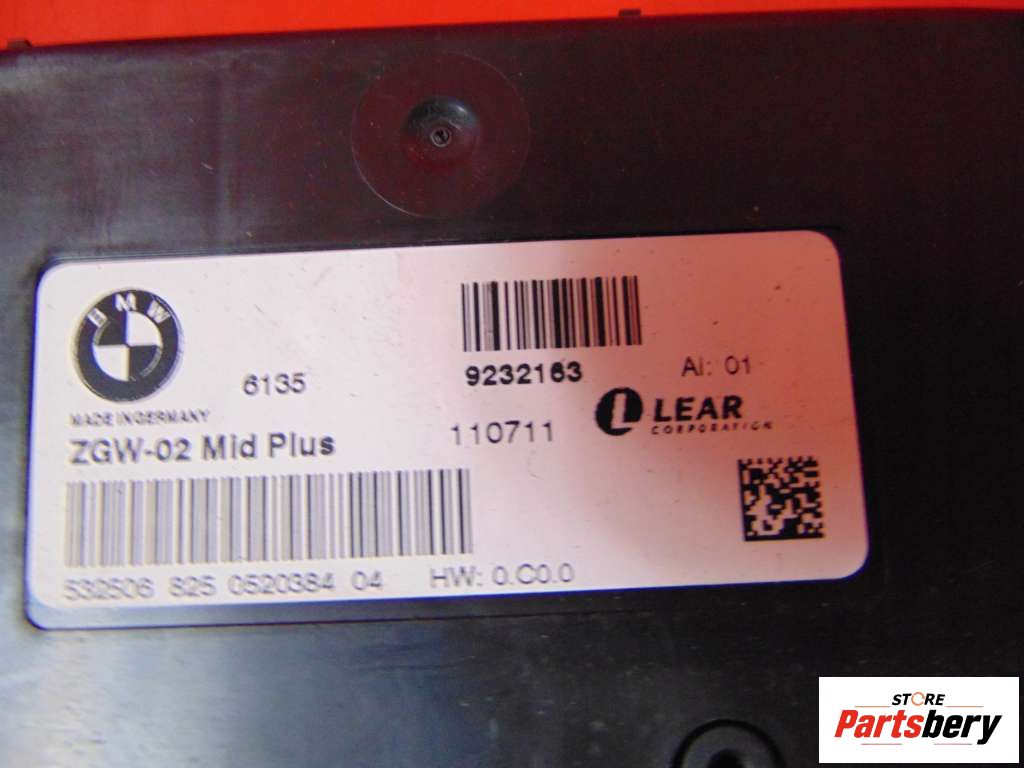 BMW
6135 9232163 AI: 01
MADE IN GERMANY
ZGW-02 Mid Plus 110711 LEAR
CORPORATION
532506 825 0520384 04 HW: 0.C0.0
STORE
Partsbery